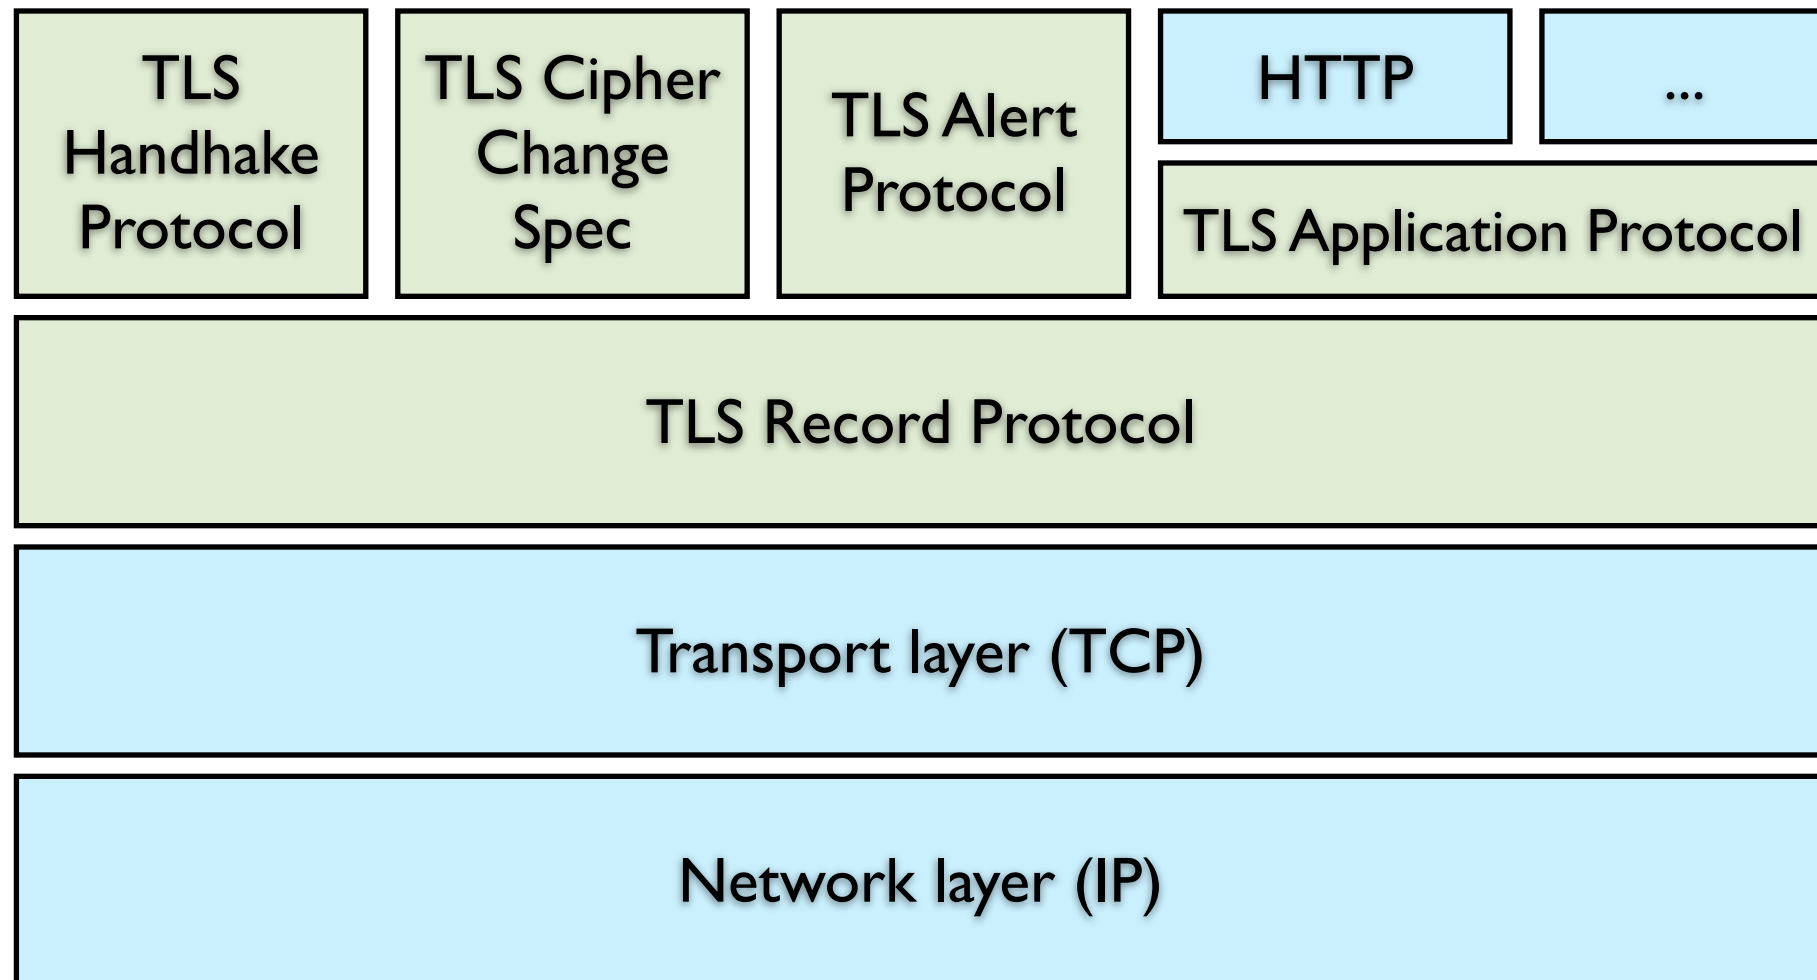 TLS
Handhake
Protocol
TLS Cipher
Change
Spec
TLS Alert
Protocol
HTTP
...
TLS Application Protocol
TLS Record Protocol
Transport layer (TCP)
Network layer (IP)